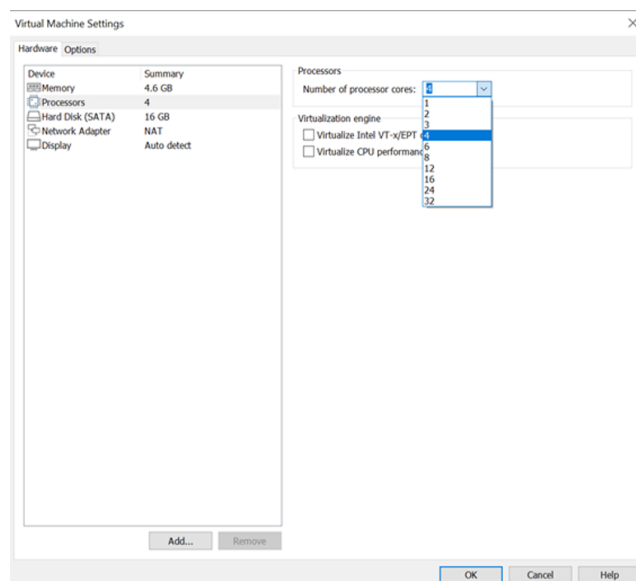 Virtual Machine Settings
Hardware Options
Device Summary
Memory 4.6 GB
Processors 4
Hard Disk (SATA) 16 GB
Network Adapter NAT
Display Auto detect
Add... Remove
Processors
Number of processor cores: 4
1
2
3
4
6
8
12
16
24
32
Virtualization engine
Virtualize Intel VT-x/EPT
Virtualize CPU
OK Cancel Help